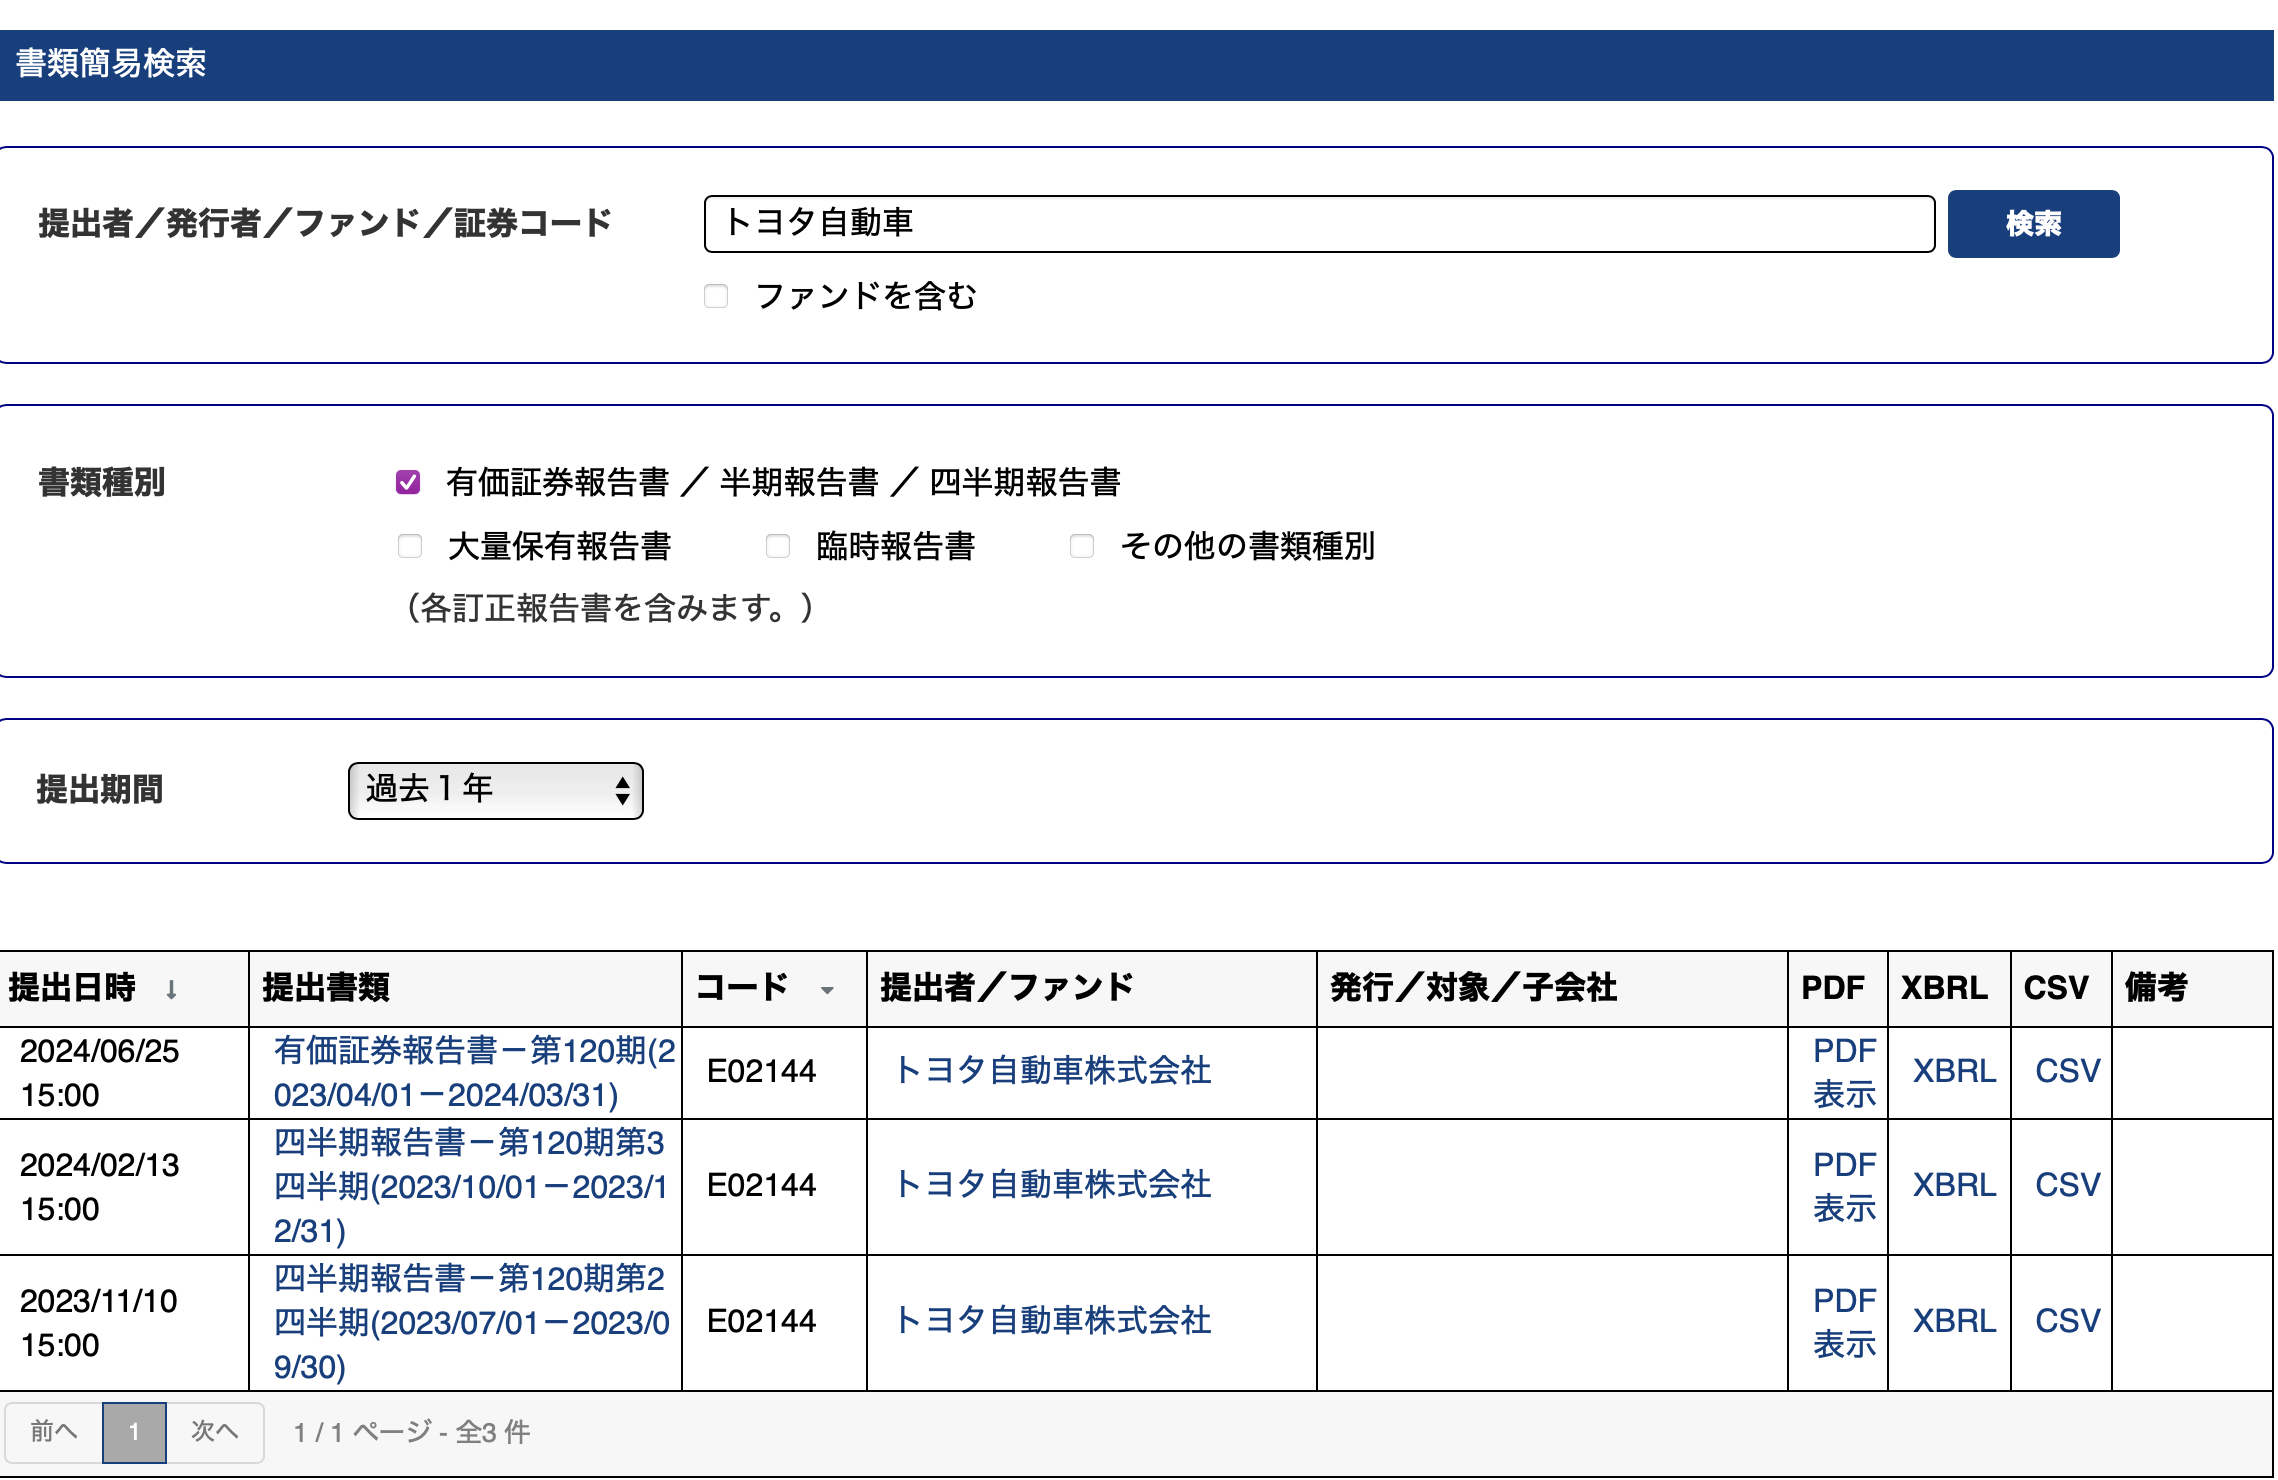 書類簡易検索
提出者／発行者／ファンド／証券コード
トヨタ自動車
検索
ファンドを含む
書類種別
有価証券報告書 ／ 半期報告書 ／ 四半期報告書
大量保有報告書 臨時報告書 その他の書類種別
（各訂正報告書を含みます。）
提出期間
過去１年
提出日時 ↓ 提出書類 コード 提出者／ファンド 発行／対象／子会社 PDF XBRL CSV 備考
2024/06/25
15:00
有価証券報告書－第120期(2
023/04/01－2024/03/31)
E02144
トヨタ自動車株式会社
PDF
表示
XBRL
CSV
2024/02/13
15:00
四半期報告書－第120期第3
四半期(2023/10/01－2023/1
2/31)
E02144
トヨタ自動車株式会社
PDF
表示
XBRL
CSV
2023/11/10
15:00
四半期報告書－第120期第2
四半期(2023/07/01－2023/0
9/30)
E02144
トヨタ自動車株式会社
PDF
表示
XBRL
CSV
前へ 1 次へ 1 / 1 ページ - 全3 件